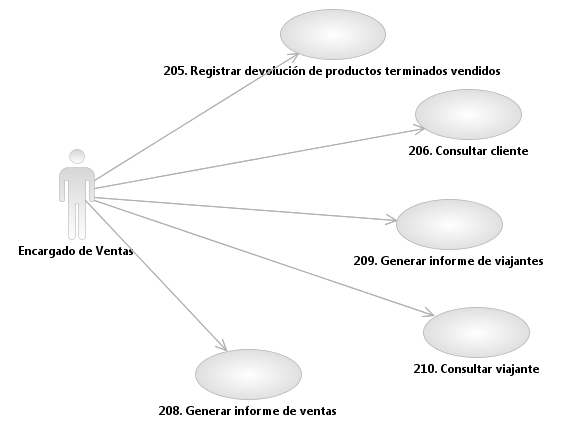 205. Registrar devolución de productos terminados vendidos
206. Consultar cliente
Encargado de Ventas
209. Generar informe de viajantes
210. Consultar viajante
208. Generar informe de ventas